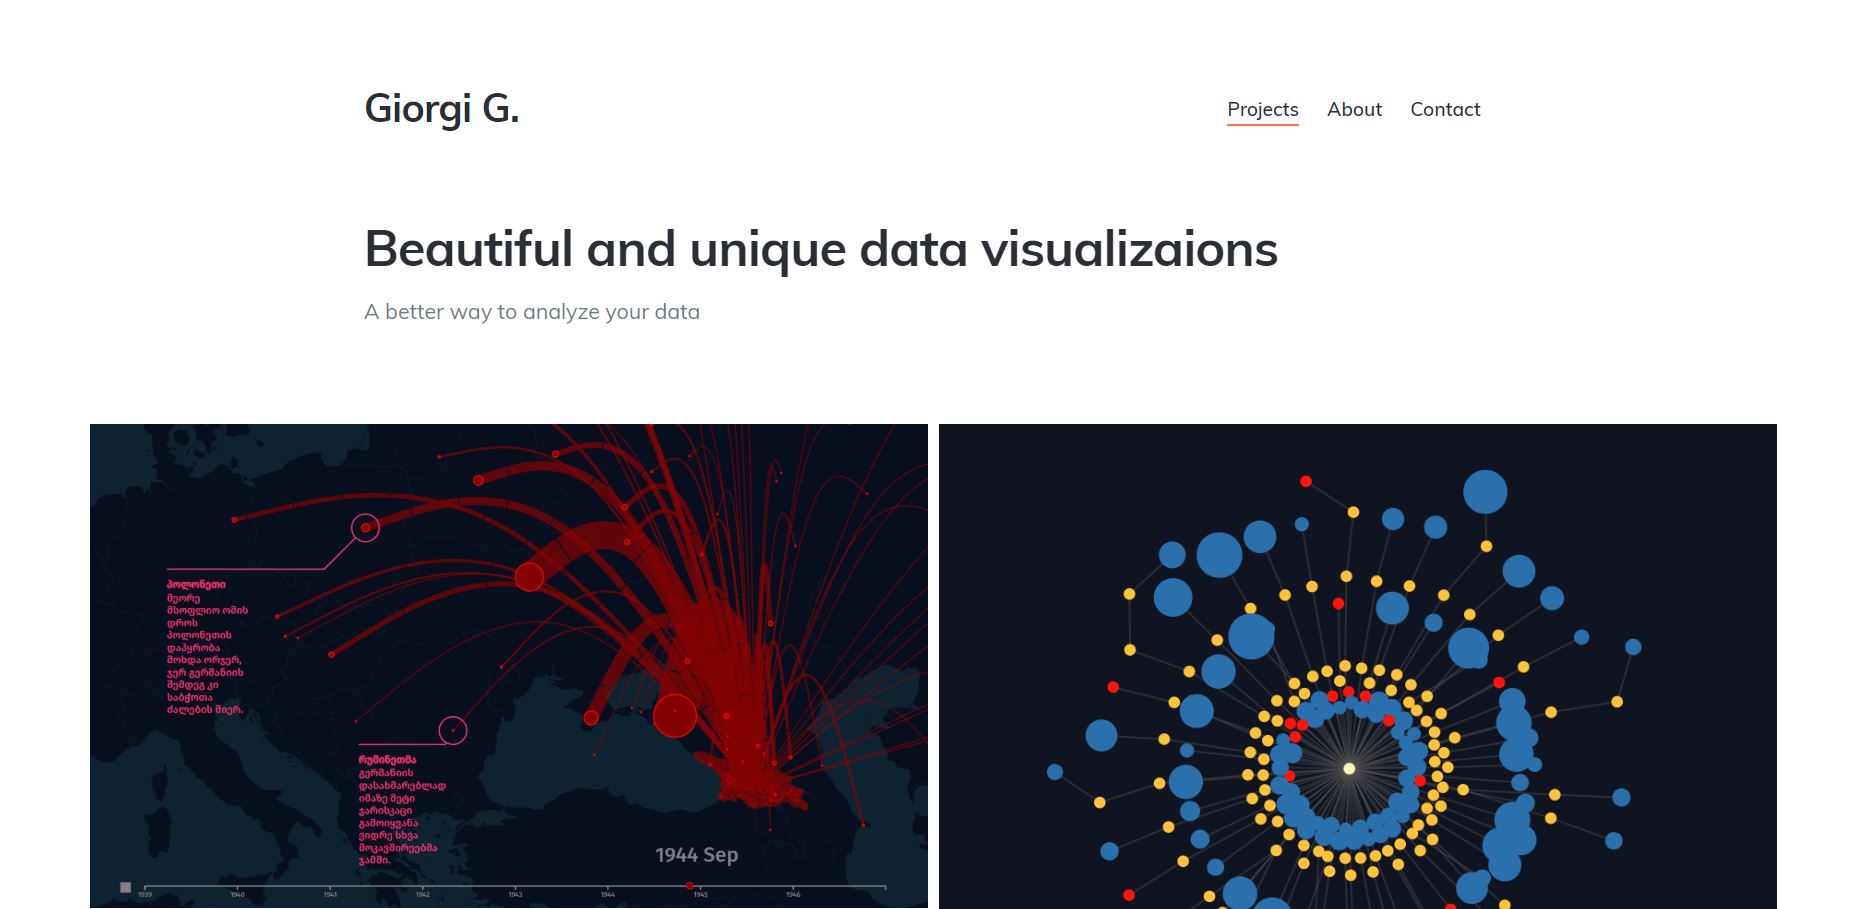 Giorgi G.
Projects About Contact
Beautiful and unique data visualizaions
A better way to analyze your data
პოლონეთი
მეორე
მსოფლიო ომის
დროს
პოლონეთის
დაპყრობა
მოხდა ორჯერ,
ჯერ გერმანიის
შემდეგ კი
საბჭოთა
ძალების მიერ.
რუმინეთმა
გერმანიის
დასახმარებლად
იმაზე მეტი
ჯარისკაცი
გამოიყვანა
ვიდრე სხვა
მოკავშირეებმა
ჯამში.
1944 Sep
1939 1940 1941 1942 1943 1944 1945 1946